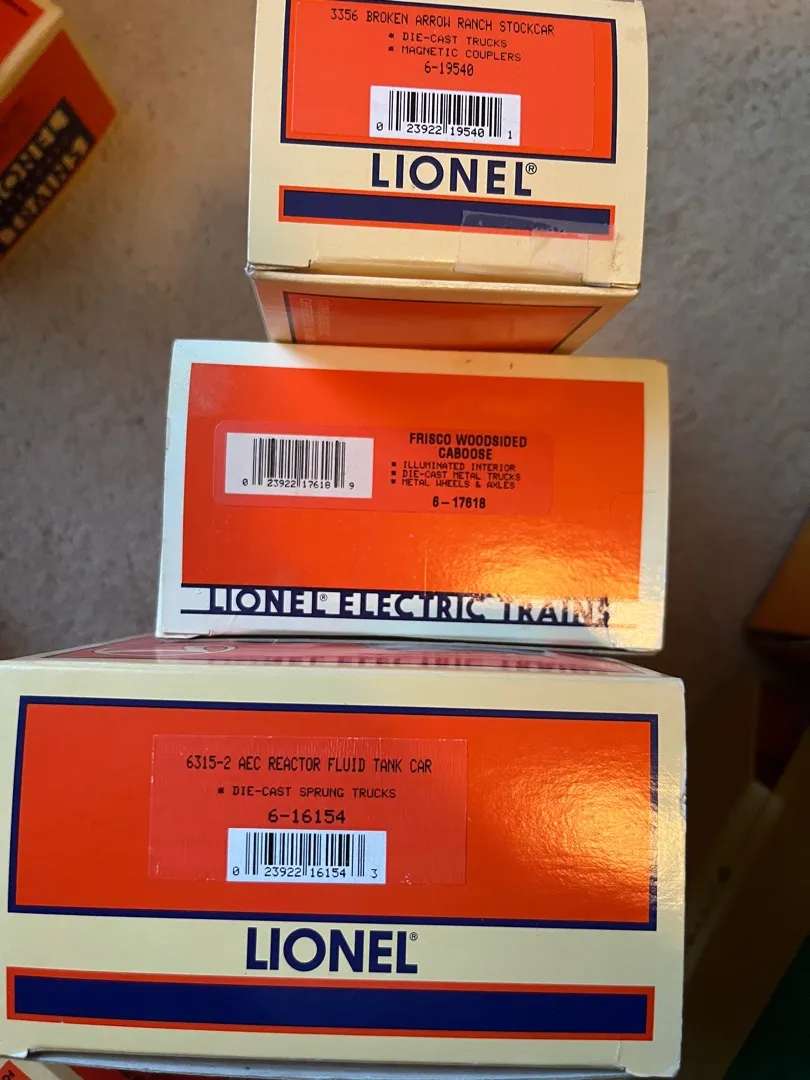 3356 BROKEN ARROW RANCH STOCKCAR
▪ DIE-CAST TRUCKS
▪ MAGNETIC COUPLERS
6-19540
0 23922 19540 1
LIONEL®
FRISCO WOODSIDED
CABOOSE
▪ ILLUMINATED INTERIOR
▪ DIE-CAST METAL TRUCKS
▪ METAL WHEELS & AXLES
6-17618
0 23922 17618 9
LIONEL® ELECTRIC TRAINS
6315-2 AEC REACTOR FLUID TANK CAR
▪ DIE-CAST SPRUNG TRUCKS
6-16154
0 23922 16154 3
LIONEL®